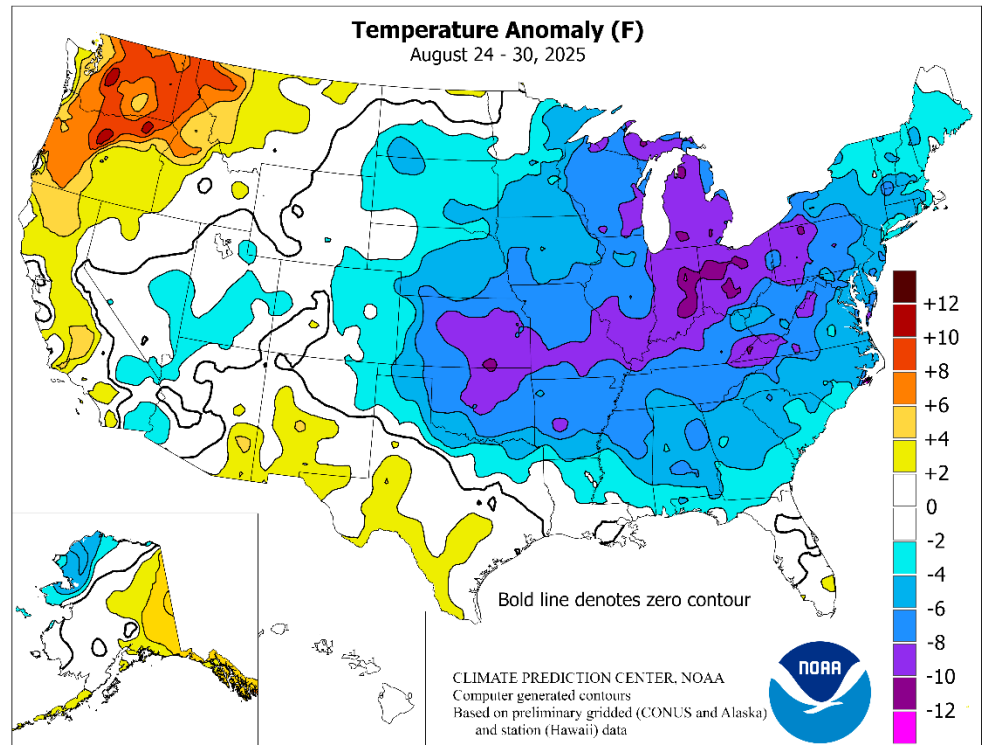 Temperature Anomaly (F)
August 24 - 30, 2025
+12
+10
+8
+6
+4
+2
0
-2
-4
-6
-8
-10
-12
Bold line denotes zero contour
CLIMATE PREDICTION CENTER, NOAA
Computer generated contours
Based on preliminary gridded (CONUS and Alaska)
and station (Hawaii) data
NOAA